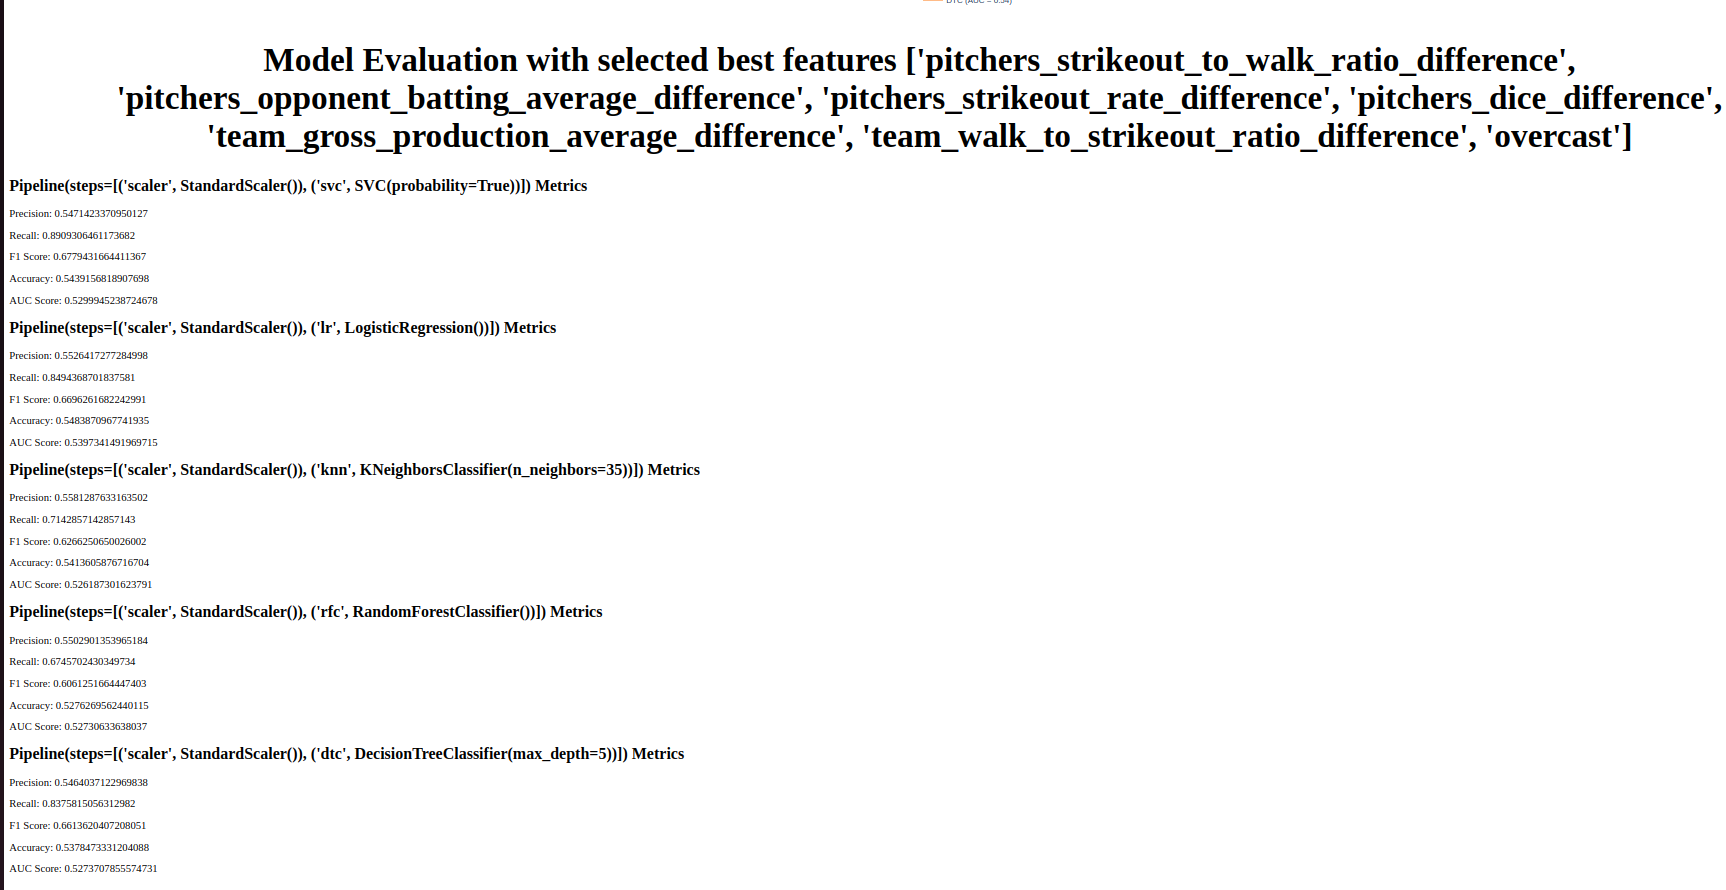 DTC (AUC = 0.54)
Model Evaluation with selected best features ['pitchers_strikeout_to_walk_ratio_difference',
'pitchers_opponent_batting_average_difference', 'pitchers_strikeout_rate_difference', 'pitchers_dice_difference',
'team_gross_production_average_difference', 'team_walk_to_strikeout_ratio_difference', 'overcast']
Pipeline(steps=[('scaler', StandardScaler()), ('svc', SVC(probability=True))]) Metrics
Precision: 0.5471423370950127
Recall: 0.8909306461173682
F1 Score: 0.6779431664411367
Accuracy: 0.5439156818907698
AUC Score: 0.5299945238724678
Pipeline(steps=[('scaler', StandardScaler()), ('lr', LogisticRegression())]) Metrics
Precision: 0.5526417277284998
Recall: 0.8494368701837581
F1 Score: 0.6696261682242991
Accuracy: 0.5483870967741935
AUC Score: 0.5397341491969715
Pipeline(steps=[('scaler', StandardScaler()), ('knn', KNeighborsClassifier(n_neighbors=35))]) Metrics
Precision: 0.5581287633163502
Recall: 0.7142857142857143
F1 Score: 0.6266250650026002
Accuracy: 0.5413605876716704
AUC Score: 0.526187301623791
Pipeline(steps=[('scaler', StandardScaler()), ('rfc', RandomForestClassifier())]) Metrics
Precision: 0.5502901353965184
Recall: 0.6745702430349734
F1 Score: 0.6061251664447403
Accuracy: 0.5276269562440115
AUC Score: 0.52730633638037
Pipeline(steps=[('scaler', StandardScaler()), ('dtc', DecisionTreeClassifier(max_depth=5))]) Metrics
Precision: 0.5464037122969838
Recall: 0.8375815056312982
F1 Score: 0.6613620407208051
Accuracy: 0.5378473331204088
AUC Score: 0.5273707855574731